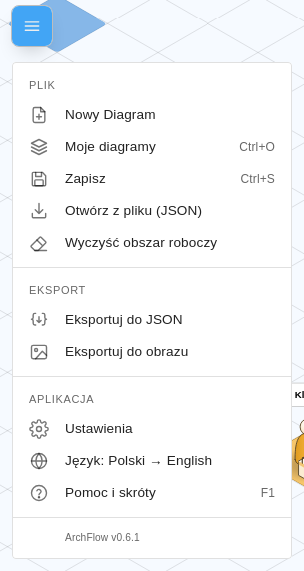 PLIK
Nowy Diagram
Moje diagramy Ctrl+O
Zapisz Ctrl+S
Otwórz z pliku (JSON)
Wyczyść obszar roboczy
EKSPORT
Eksportuj do JSON
Eksportuj do obrazu
APLIKACJA
Ustawienia
Język: Polski → English
Pomoc i skróty F1
ArchFlow v0.6.1